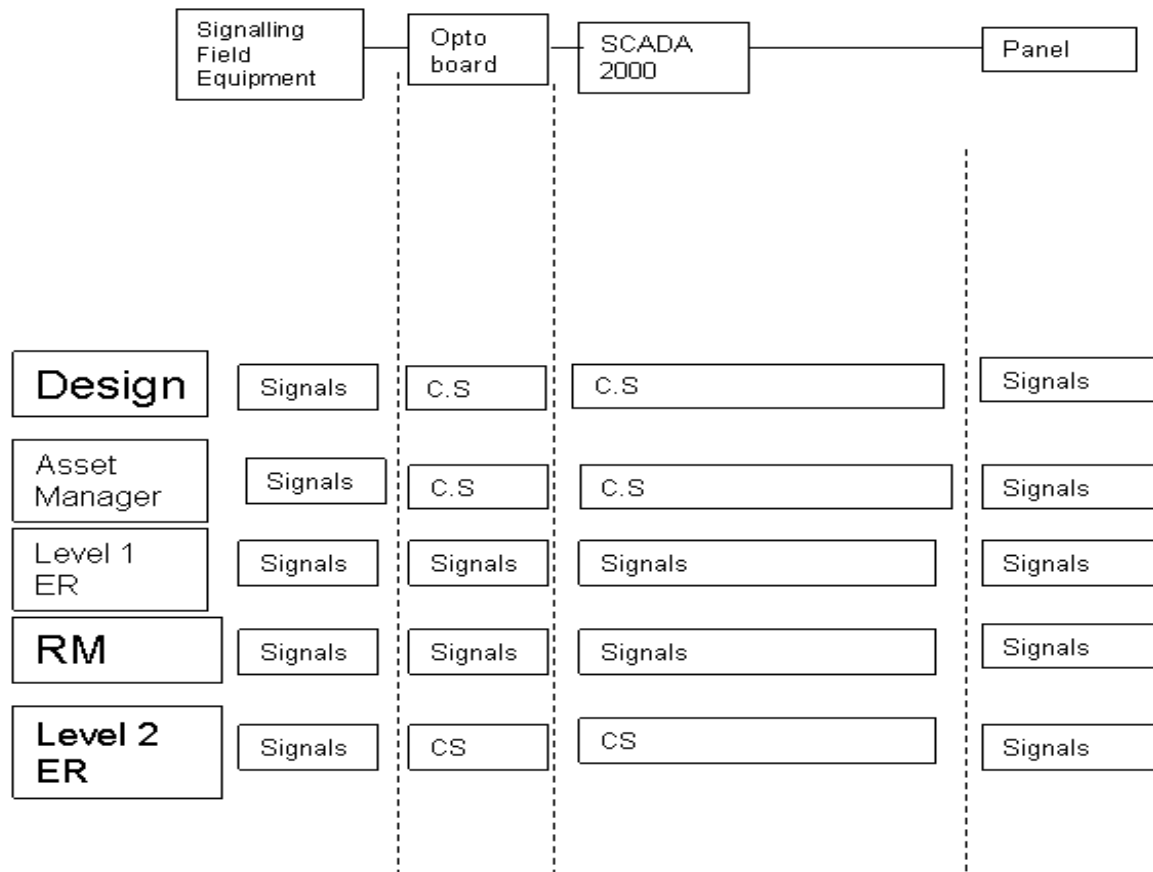 Signalling
Field
Equipment
Opto
board
SCADA
2000
Panel
Design
Signals
C.S
C.S
Signals
Asset
Manager
Signals
C.S
C.S
Signals
Level 1
ER
Signals
Signals
Signals
Signals
RM
Signals
Signals
Signals
Signals
Level 2
ER
Signals
CS
CS
Signals